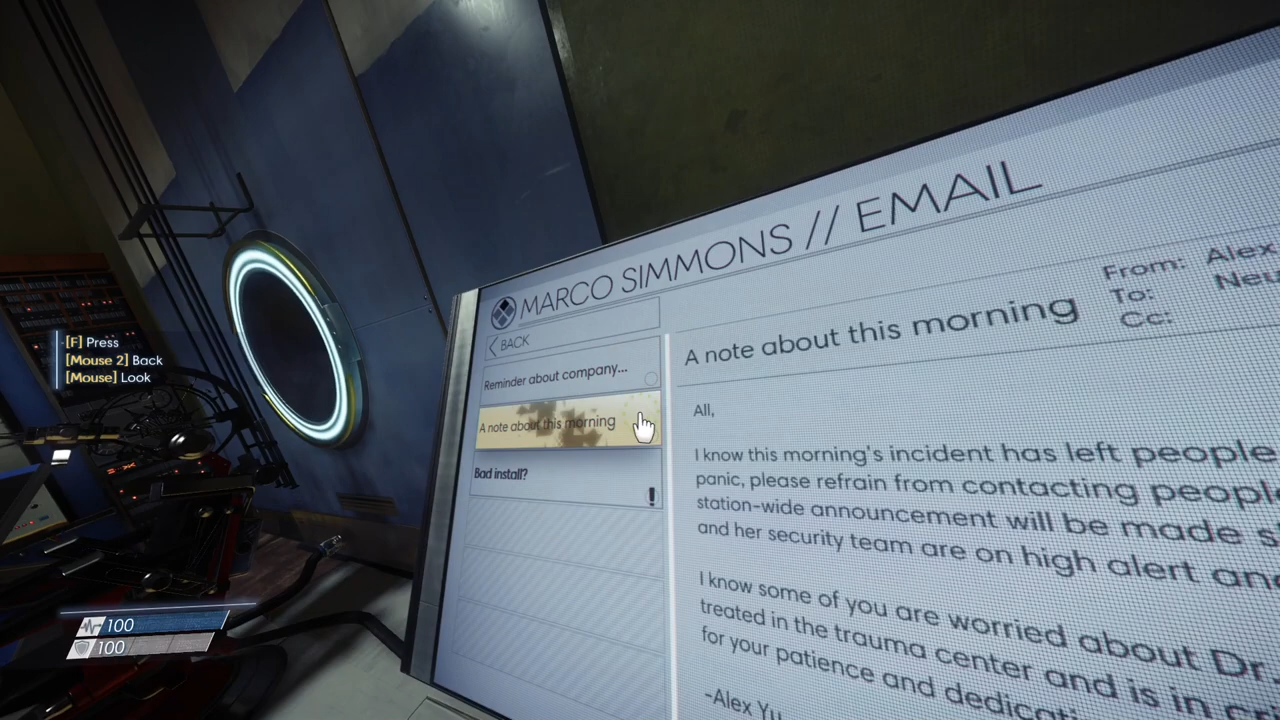 MARCO SIMMONS // EMAIL
BACK
Reminder about company...
A note about this morning
Bad install?
!
A note about this morning
From: Alex
To: Neu
Cc:
All,
I know this morning's incident has left people
panic, please refrain from contacting
station-wide announcement will be made
and her security team are on high alert
I know some of you are worried about Dr.
treated in the trauma center and is in
for your patience and
-Alex Yu
[F] Press
[Mouse 2] Back
[Mouse] Look
100
100